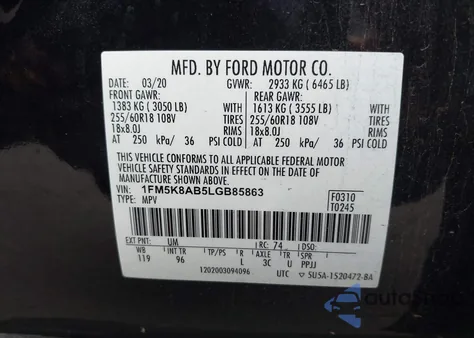 MFD. BY FORD MOTOR CO.
DATE: 03/20 GVWR: 2933 KG ( 6465 LB)
FRONT GAWR: REAR GAWR:
1383 KG ( 3050 LB) WITH 1613 KG ( 3555 LB) WITH
255/60R18 108V TIRES 255/60R18 108V TIRES
18x8.0J RIMS 18x8.0J RIMS
AT 250 kPa/ 36 PSI COLD AT 250 kPa/ 36 PSI COLD
THIS VEHICLE CONFORMS TO ALL APPLICABLE FEDERAL MOTOR
VEHICLE SAFETY STANDARDS IN EFFECT ON THE DATE OF
MANUFACTURE SHOWN ABOVE.
VIN: 1FM5K8AB5LGB85863 F0310
TYPE: MPV T0245
EXT PNT: UM RC: 74 DSO:
WB INT TR TP/PS R AXLE TR SPR
119 96 L 3C U PPJJ
1202003094096 UTC 5U5A-1520472-BA